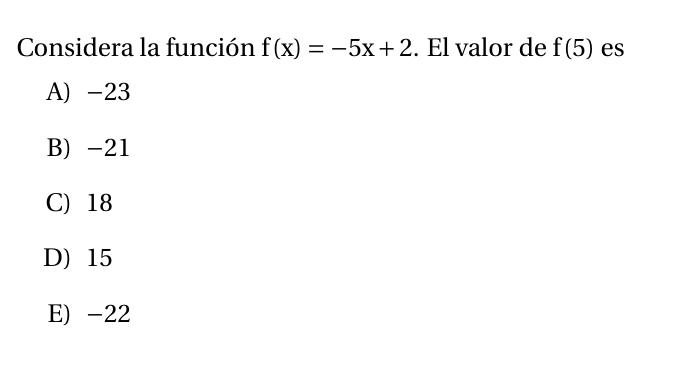 Considera la función f(x) = −5x+2. El valor de f(5) es
A) −23
B) −21
C) 18
D) 15
E) −22